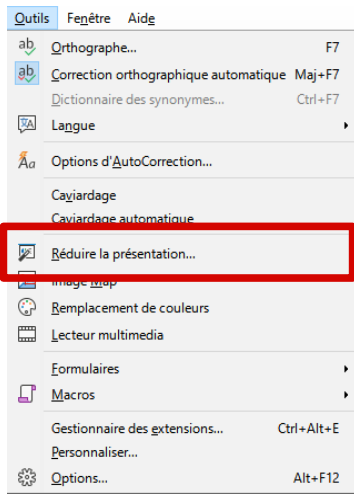 Outils Fenêtre Aide
Orthographe... F7
Correction orthographique automatique Maj+F7
Dictionnaire des synonymes... Ctrl+F7
Langue
Options d'AutoCorrection...
Caviardage
Caviardage automatique
Réduire la présentation...
Image Map
Remplacement de couleurs
Lecteur multimedia
Formulaires
Macros
Gestionnaire des extensions... Ctrl+Alt+E
Personnaliser...
Options... Alt+F12